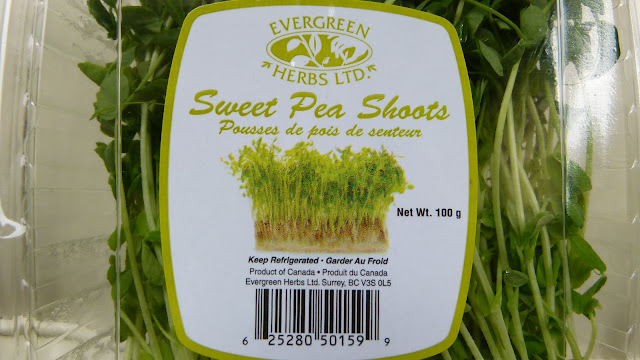 EVERGREEN
HERBS LTD.
Sweet Pea Shoots
Pousses de pois de senteur
Net Wt. 100 g
Keep Refrigerated • Garder Au Froid
Product of Canada • Produit du Canada
Evergreen Herbs Ltd. Surrey, BC V3S 0L5
6 25280 50159 9